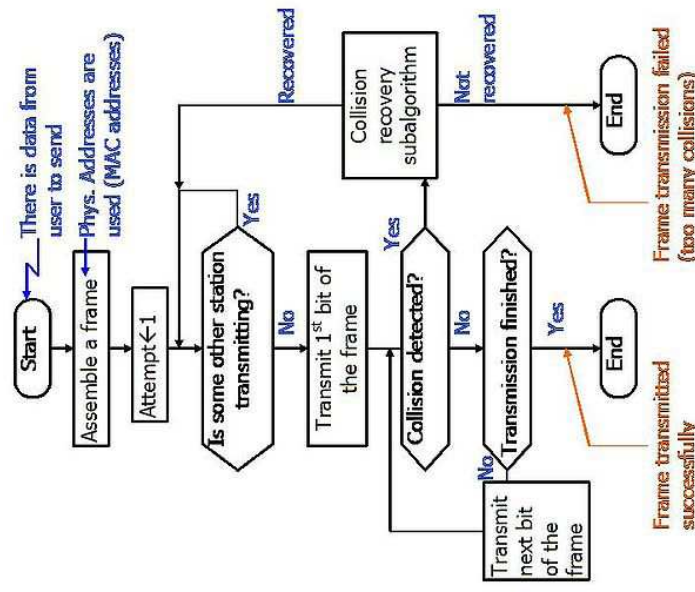 Start
There is data from
user to send
Assemble a frame
Phys. Addresses are
used (MAC addresses)
Attempt←1
Is some other station
transmitting?
Yes
No
Transmit 1st bit of
the frame
Recovered
Collision
recovery
subalgorithm
Collision detected?
Yes
No
Not
recovered
Transmission finished?
No
Yes
Transmit
next bit
of the
frame
End
End
Frame transmitted
successfully
Frame transmission failed
(too many collisions)